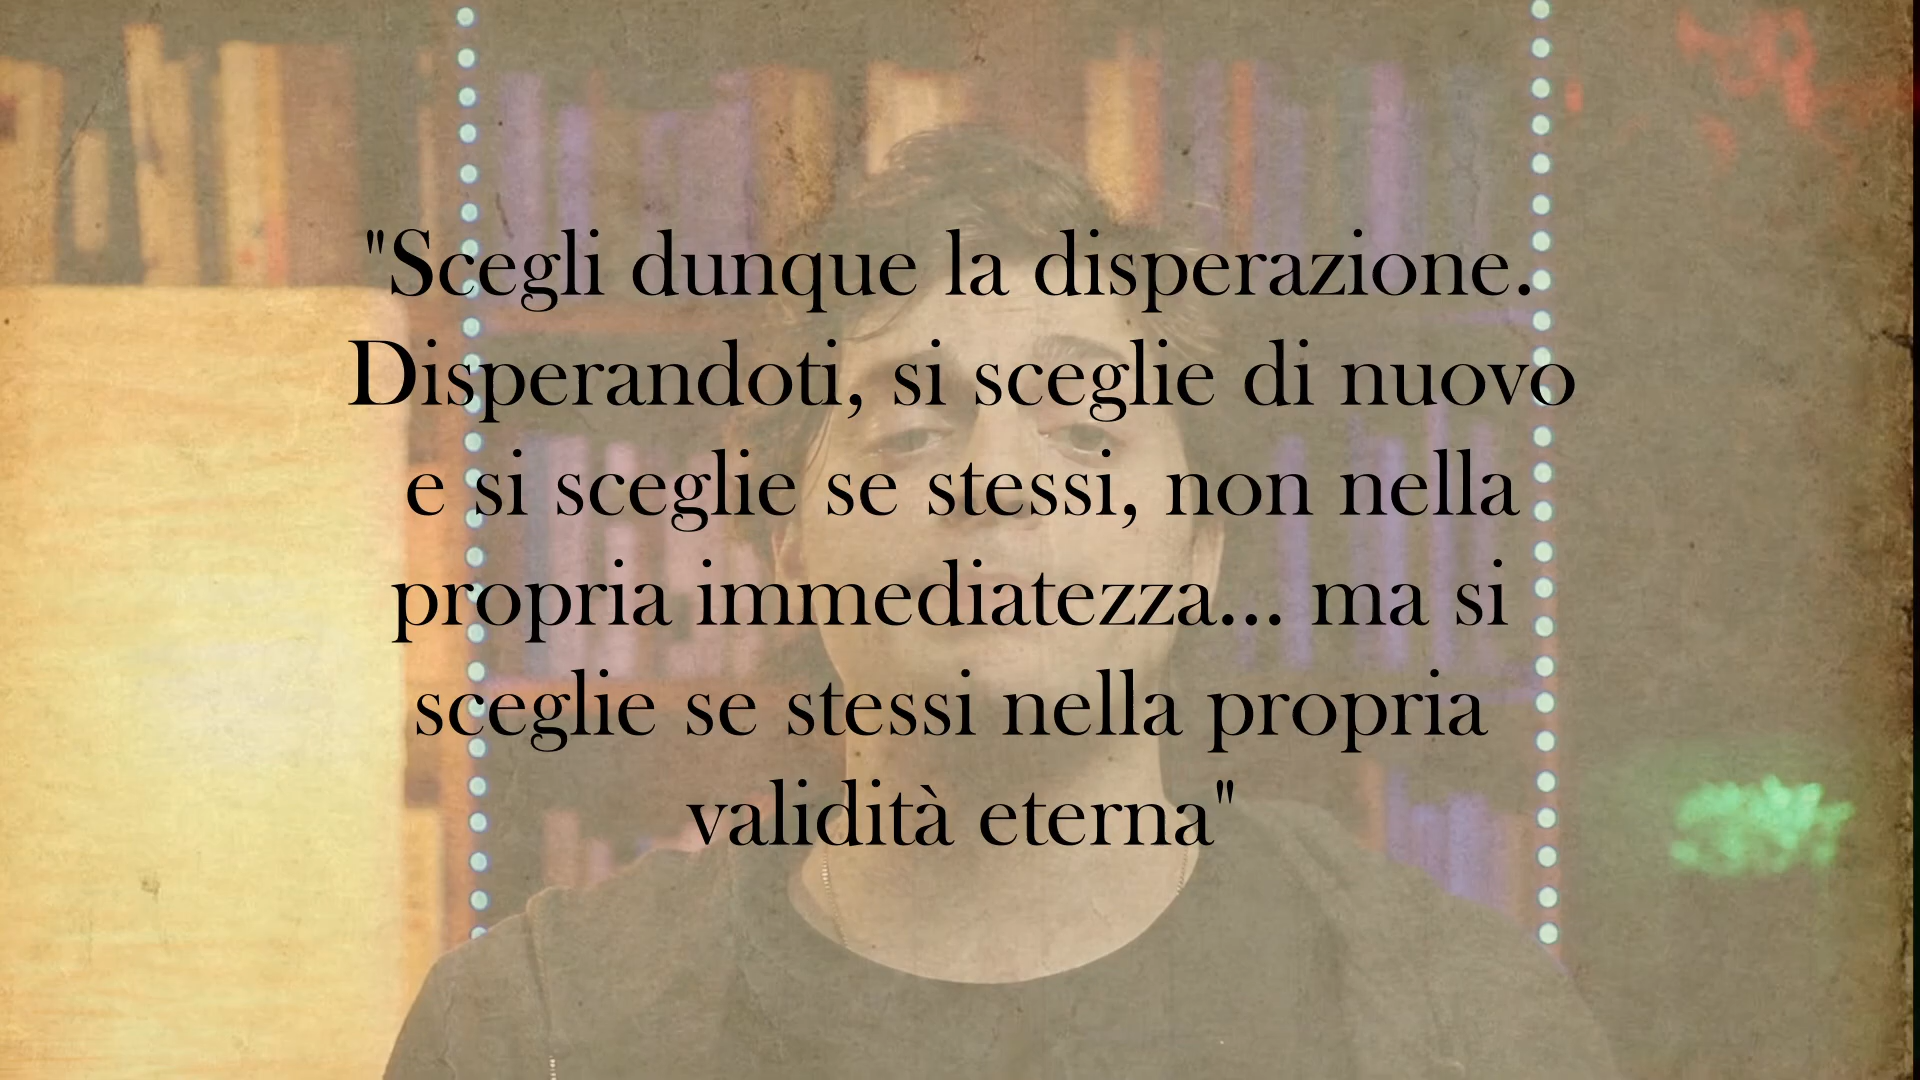 "Scegli dunque la disperazione.
Disperandoti, si sceglie di nuovo
e si sceglie se stessi, non nella
propria immediatezza... ma si
sceglie se stessi nella propria
validità eterna"